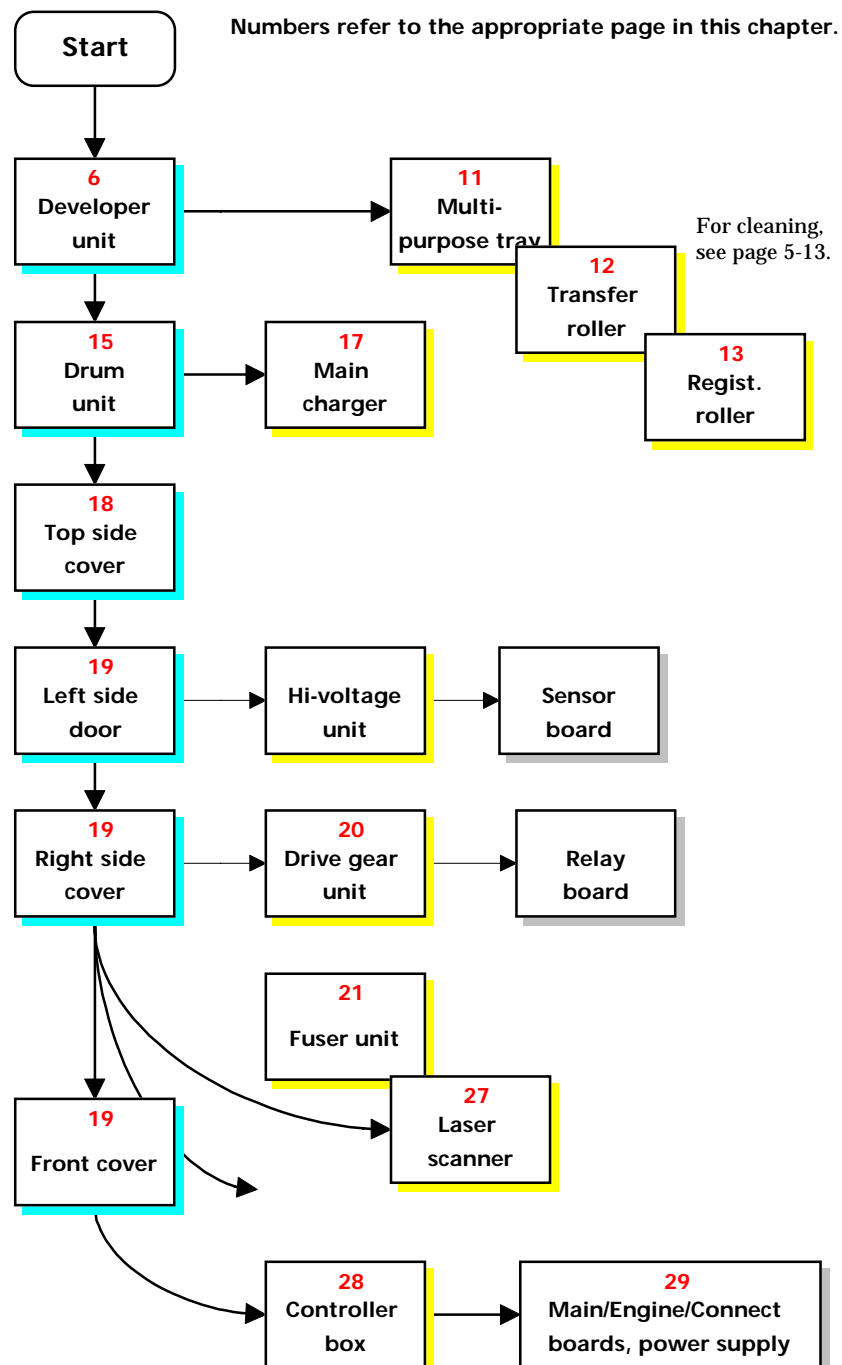 Numbers refer to the appropriate page in this chapter.
Start
6
Developer
unit
11
Multi-
purpose tray
For cleaning,
see page 5-13.
12
Transfer
roller
13
Regist.
roller
15
Drum
unit
17
Main
charger
18
Top side
cover
19
Left side
door
Hi-voltage
unit
Sensor
board
19
Right side
cover
20
Drive gear
unit
Relay
board
21
Fuser unit
27
Laser
scanner
19
Front cover
28
Controller
box
29
Main/Engine/Connect
boards, power supply